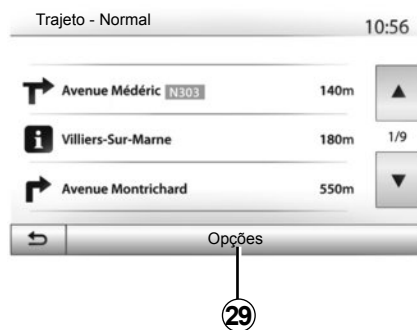 Trajeto - Normal
10:56
Avenue Médéric N303 140m
Villiers-Sur-Marne 180m
1/9
Avenue Montrichard 550m
Opções
29